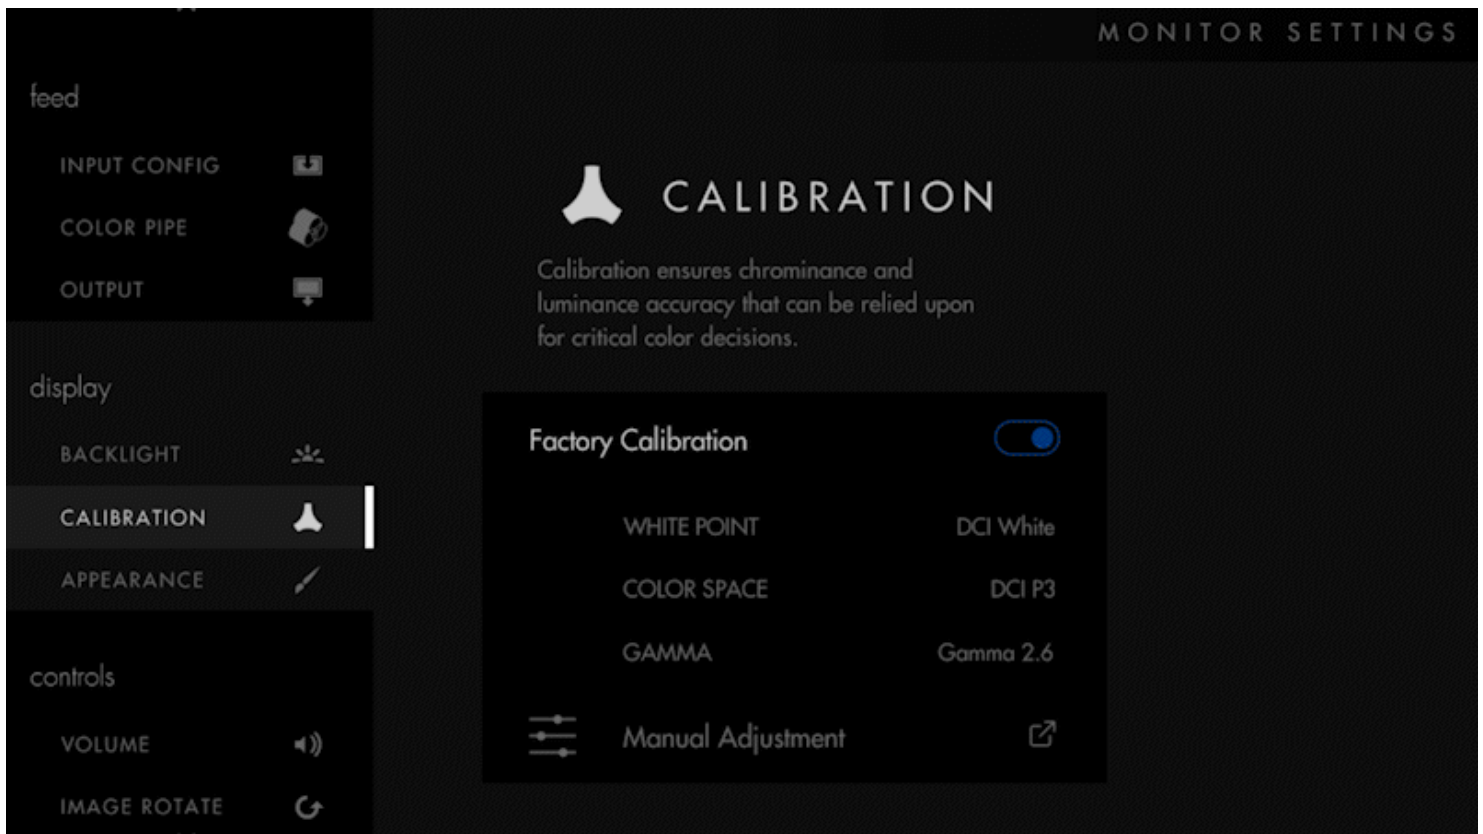 MONITOR SETTINGS
feed
INPUT CONFIG
COLOR PIPE
OUTPUT
display
BACKLIGHT
CALIBRATION
APPEARANCE
controls
VOLUME
IMAGE ROTATE
CALIBRATION
Calibration ensures chrominance and
luminance accuracy that can be relied upon
for critical color decisions.
Factory Calibration
WHITE POINT DCI White
COLOR SPACE DCI P3
GAMMA Gamma 2.6
Manual Adjustment